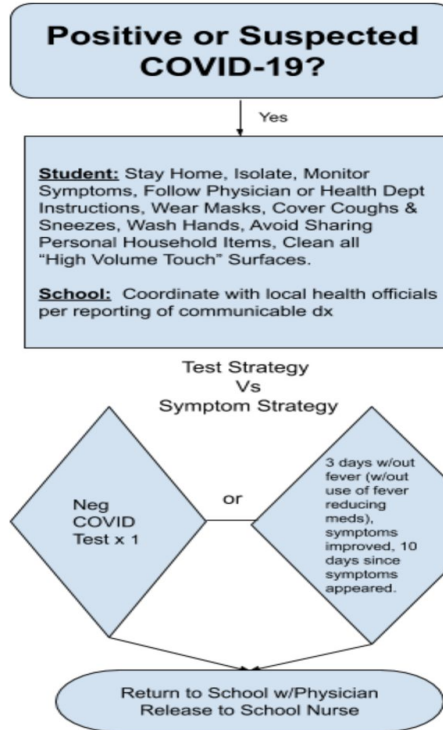 Positive or Suspected
COVID-19?
Yes
Student: Stay Home, Isolate, Monitor
Symptoms, Follow Physician or Health Dept
Instructions, Wear Masks, Cover Coughs &
Sneezes, Wash Hands, Avoid Sharing
Personal Household Items, Clean all
“High Volume Touch” Surfaces.
School: Coordinate with local health officials
per reporting of communicable dx
Test Strategy
Vs
Symptom Strategy
Neg
COVID
Test x 1
or
3 days w/out
fever (w/out
use of fever
reducing
meds),
symptoms
improved, 10
days since
symptoms
appeared.
Return to School w/Physician
Release to School Nurse